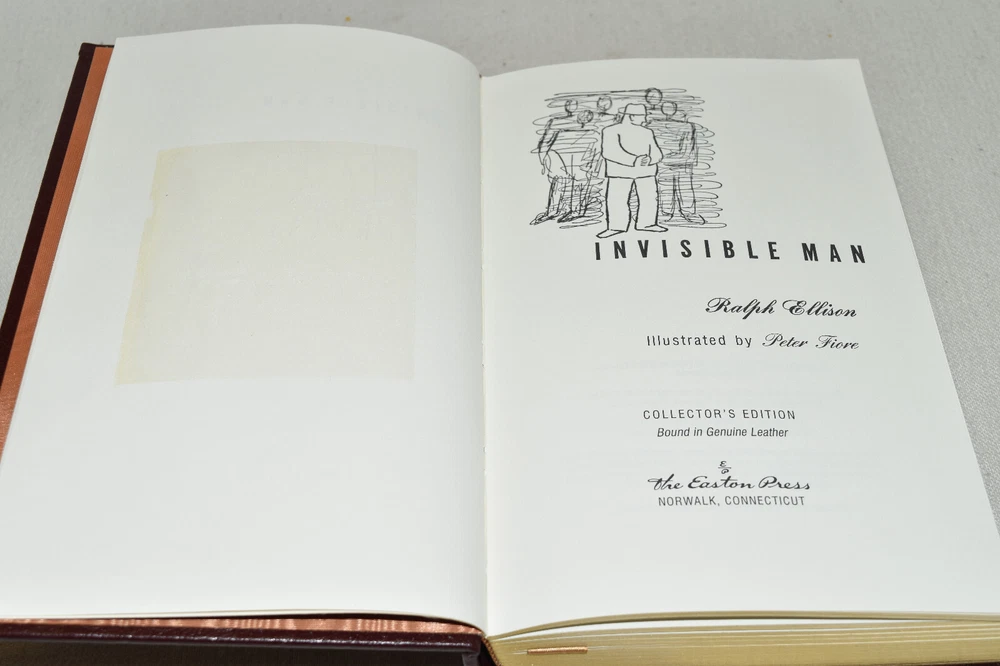 INVISIBLE MAN
Ralph Ellison
Illustrated by Peter Fiore
COLLECTOR'S EDITION
Bound in Genuine Leather
E/P
The Easton Press
NORWALK, CONNECTICUT